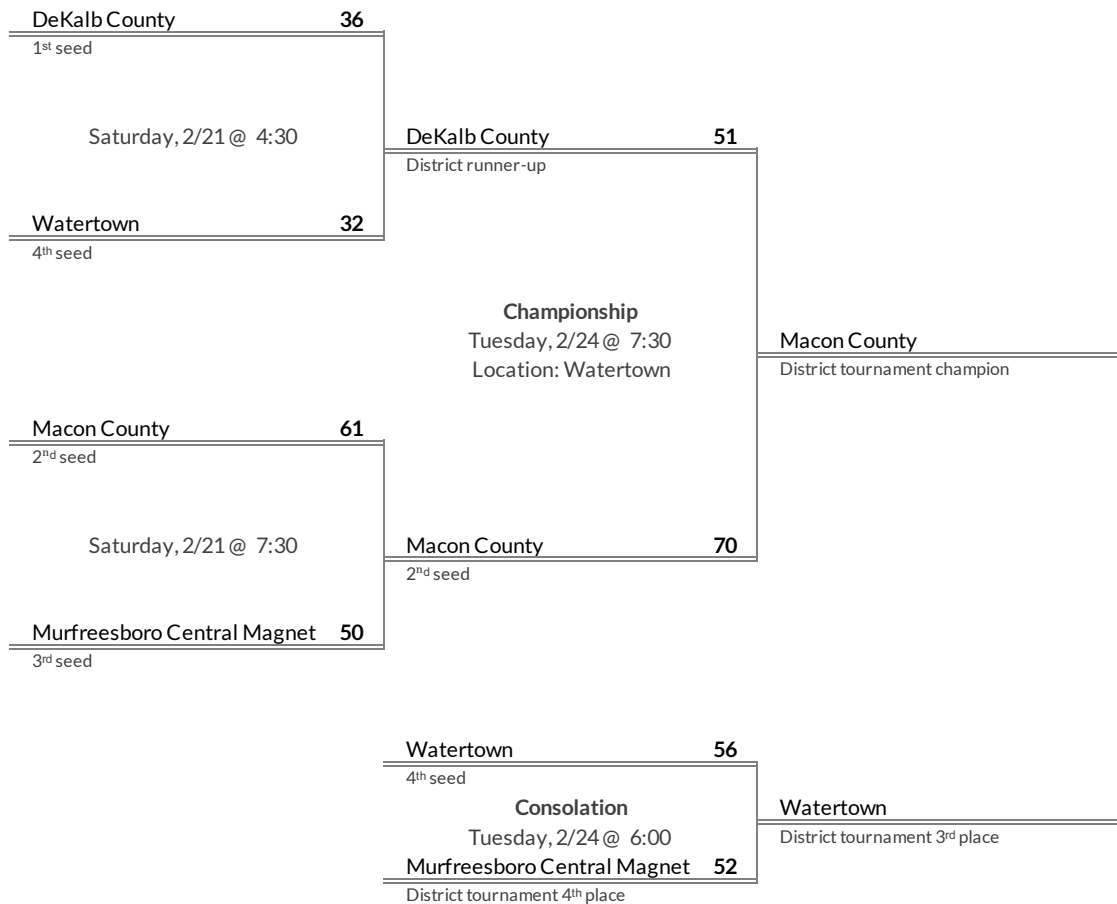 DeKalb County 36
1st seed
Saturday, 2/21 @ 4:30
DeKalb County 51
District runner-up
Watertown 32
4th seed
Championship
Tuesday, 2/24 @ 7:30
Location: Watertown
Macon County
District tournament champion
Macon County 61
2nd seed
Saturday, 2/21 @ 7:30
Macon County 70
2nd seed
Murfreesboro Central Magnet 50
3rd seed
Watertown 56
4th seed
Consolation
Tuesday, 2/24 @ 6:00
Watertown
District tournament 3rd place
Murfreesboro Central Magnet 52
District tournament 4th place